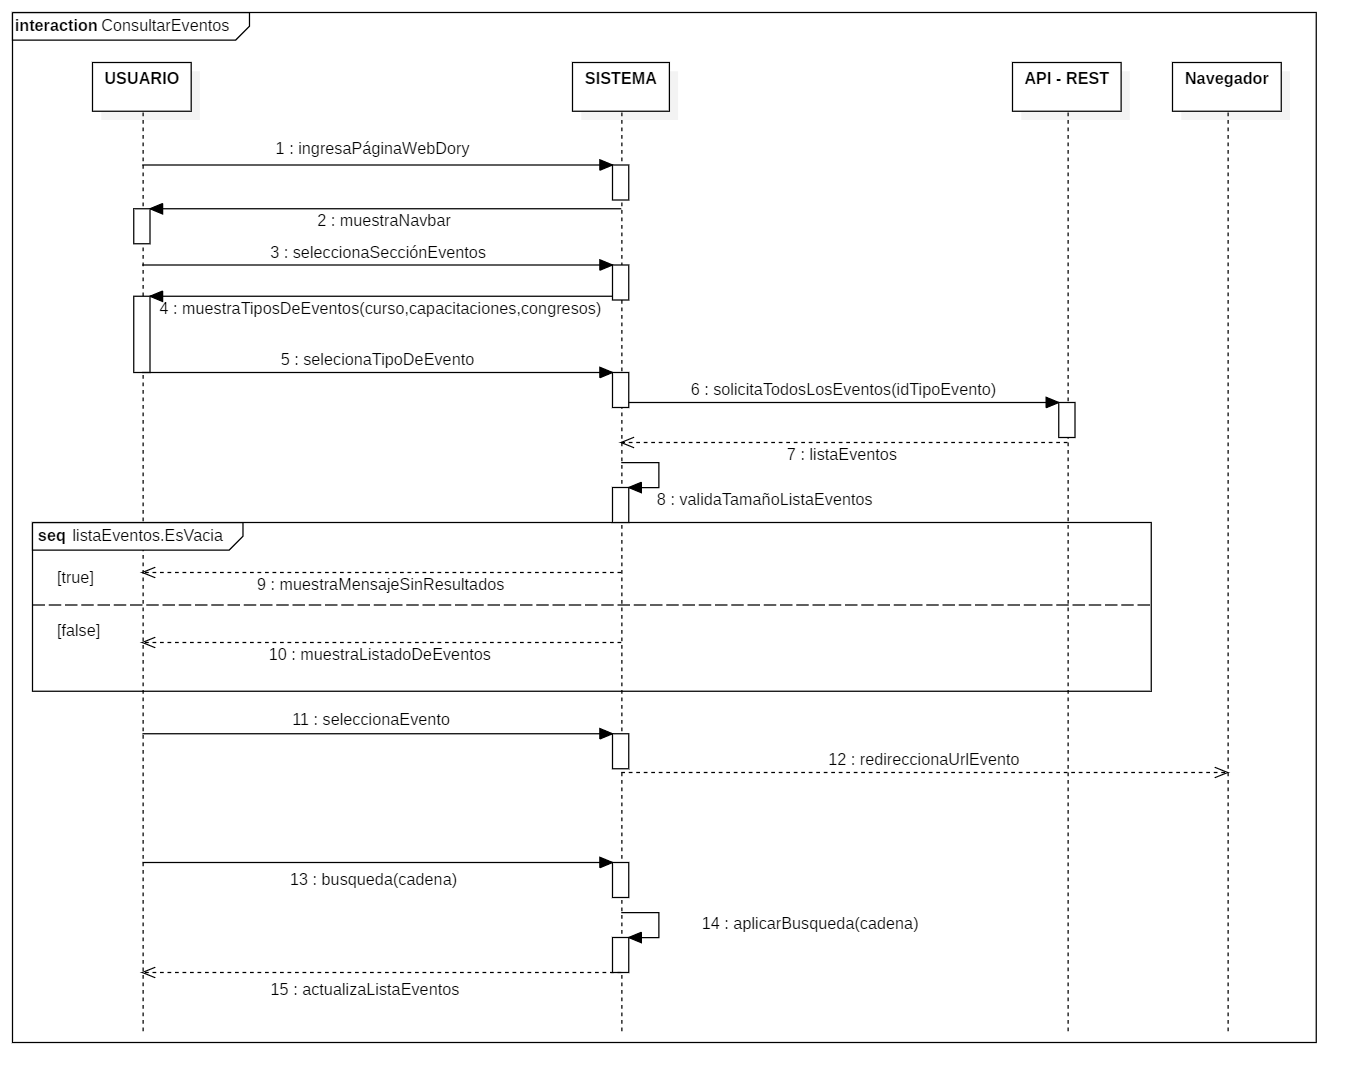 interaction ConsultarEventos
USUARIO
SISTEMA
API - REST
Navegador
1 : ingresaPáginaWebDory
2 : muestraNavbar
3 : seleccionaSecciónEventos
4 : muestraTiposDeEventos(curso,capacitaciones,congresos)
5 : selecionaTipoDeEvento
6 : solicitaTodosLosEventos(idTipoEvento)
7 : listaEventos
8 : validaTamañoListaEventos
seq listaEventos.EsVacia
[true]
9 : muestraMensajeSinResultados
[false]
10 : muestraListadoDeEventos
11 : seleccionaEvento
12 : redireccionaUrlEvento
13 : busqueda(cadena)
14 : aplicarBusqueda(cadena)
15 : actualizaListaEventos